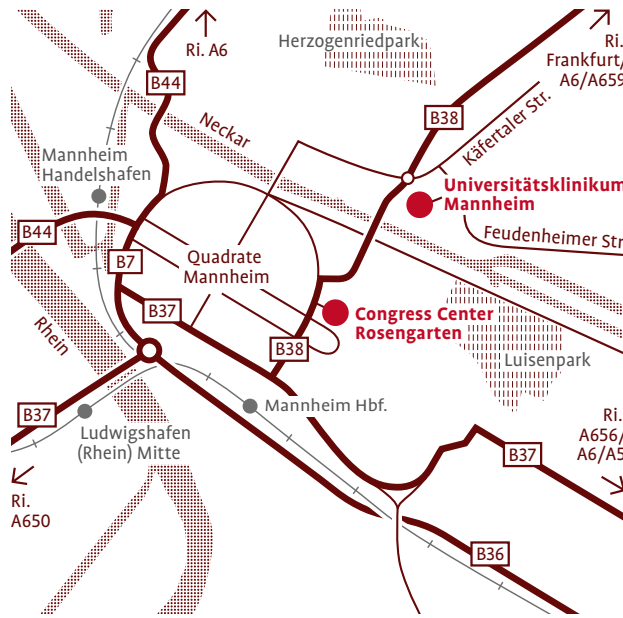 Ri. A6
Herzogenriedpark
Ri.
Frankfurt/
A6/A659
B44
B38
Käfertaler Str.
Neckar
Mannheim
Handelshafen
Universitätsklinikum
Mannheim
B44
Feudenheimer Str
B7
Quadrate
Mannheim
B37
Congress Center
Rosengarten
Rhein
B38
Luisenpark
B37
Mannheim Hbf.
Ludwigshafen
(Rhein) Mitte
Ri.
A656/
A6/A5
B37
Ri.
A650
B36